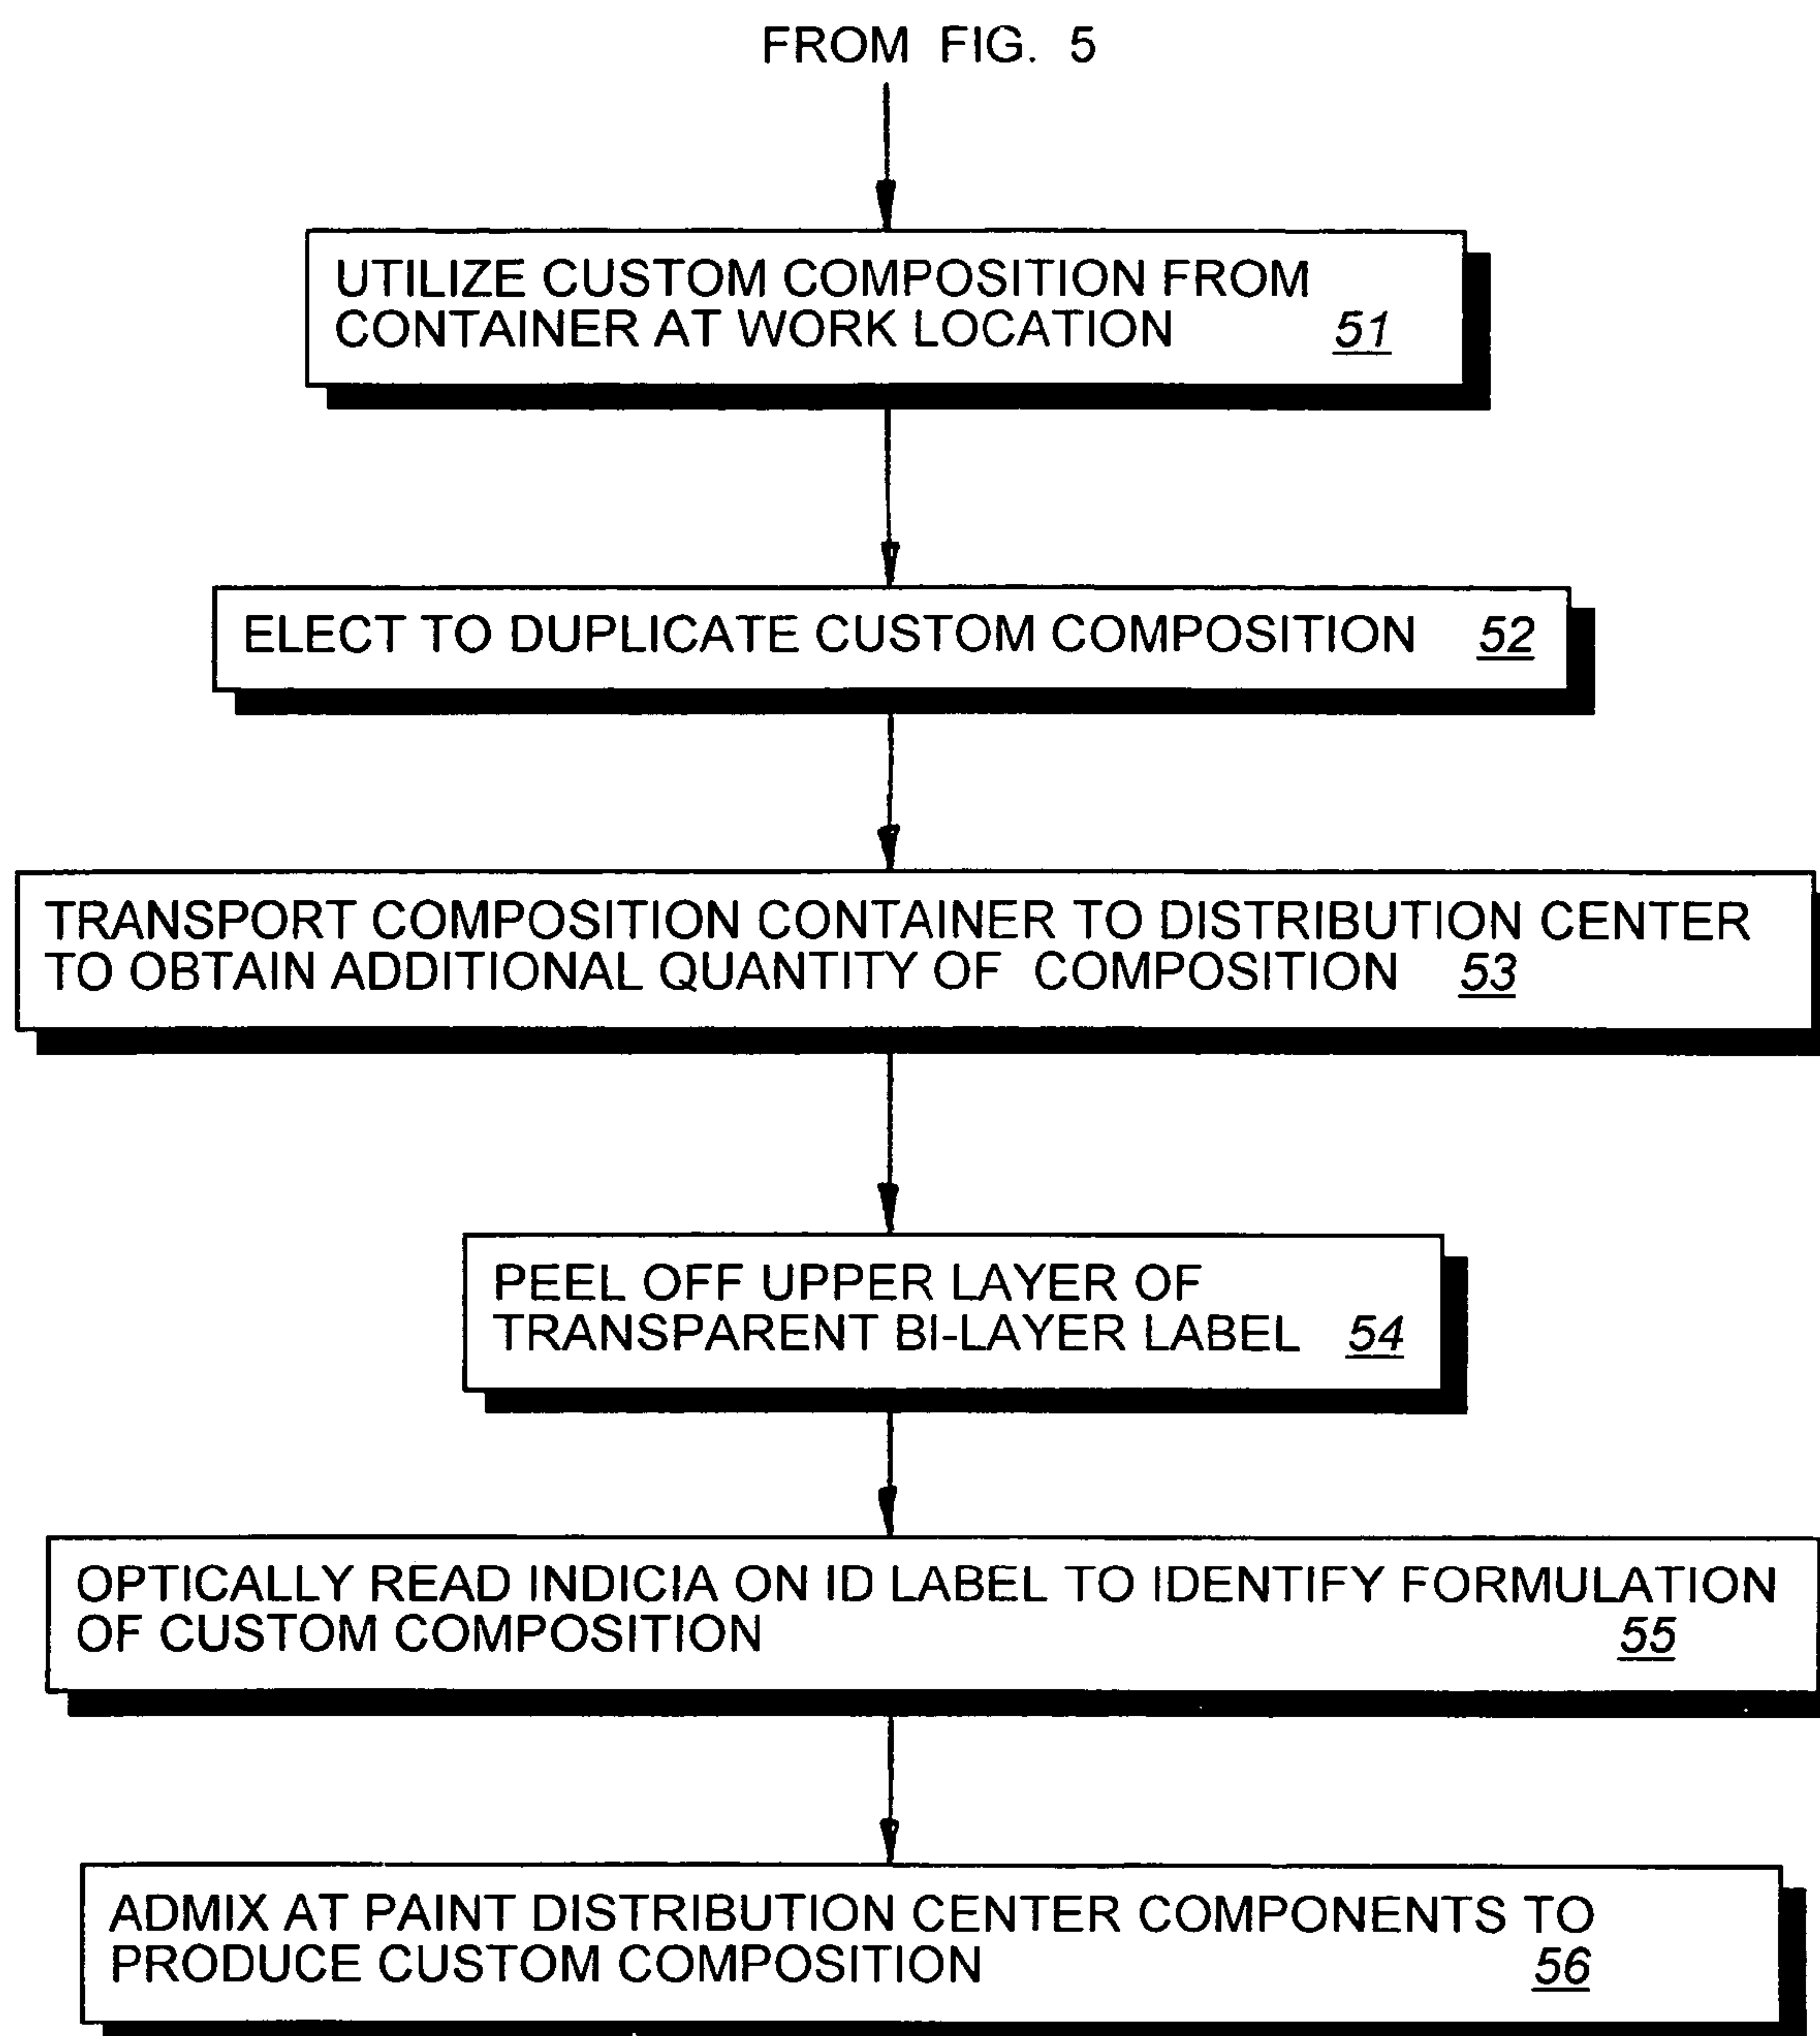 FROM FIG. 5
UTILIZE CUSTOM COMPOSITION FROM
CONTAINER AT WORK LOCATION 51
ELECT TO DUPLICATE CUSTOM COMPOSITION 52
TRANSPORT COMPOSITION CONTAINER TO DISTRIBUTION CENTER
TO OBTAIN ADDITIONAL QUANTITY OF COMPOSITION 53
PEEL OFF UPPER LAYER OF
TRANSPARENT BI-LAYER LABEL 54
OPTICALLY READ INDICIA ON ID LABEL TO IDENTIFY FORMULATION
OF CUSTOM COMPOSITION 55
ADMIX AT PAINT DISTRIBUTION CENTER COMPONENTS TO
PRODUCE CUSTOM COMPOSITION 56